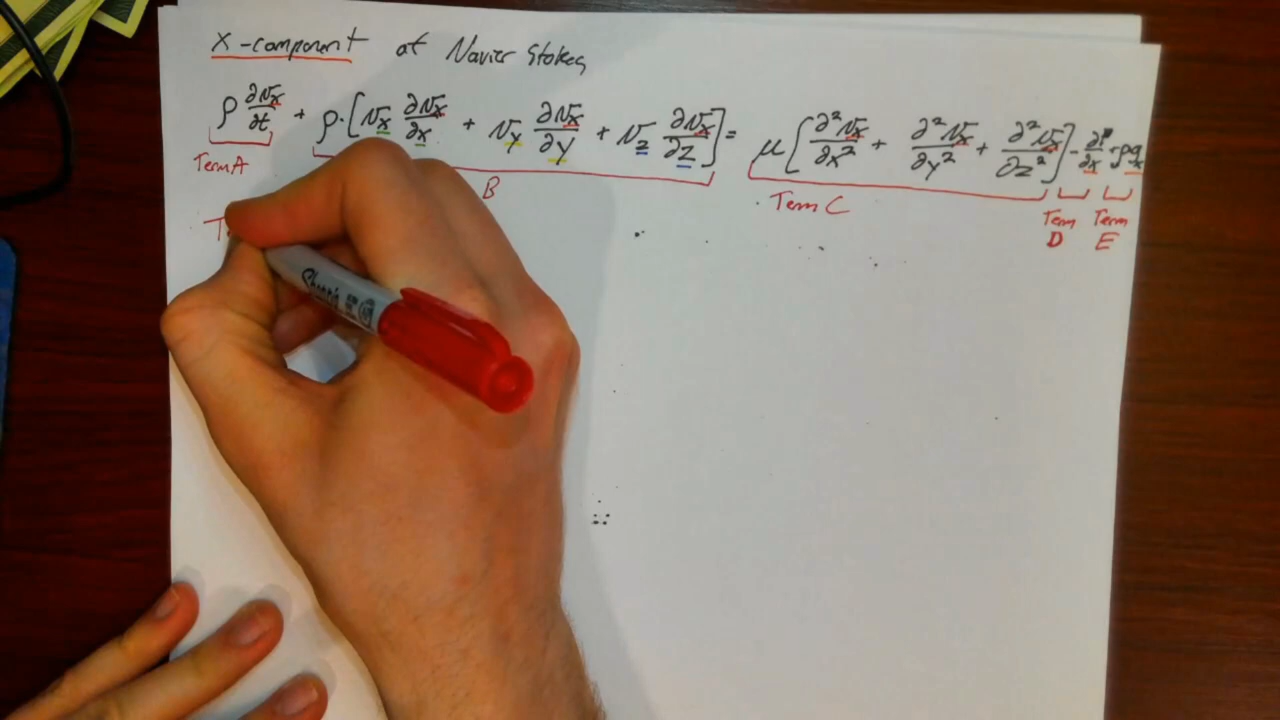 x-component of Navier Stokes
ρ ∂vx/∂t + ρ·[vx ∂vx/∂x + vy ∂vx/∂y + vz ∂vx/∂z] = μ[∂²vx/∂x² + ∂²vx/∂y² + ∂²vx/∂z²] - ∂P/∂x + ρgx
Term A B Term C Term D Term E
T
Sharpie